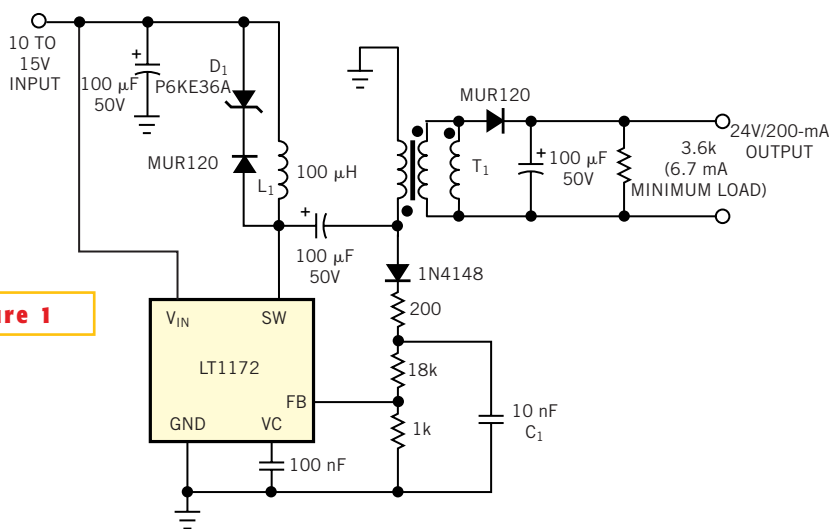 10 TO
15V
INPUT
+
100 µF
50V
D1
P6KE36A
MUR120
L1
100 µH
+
100 µF
50V
MUR120
T1
+
100 µF
50V
3.6k
(6.7 mA
MINIMUM LOAD)
24V/200-mA
OUTPUT
1N4148
200
18k
1k
10 nF
C1
VIN
SW
LT1172
FB
GND
VC
100 nF
re 1